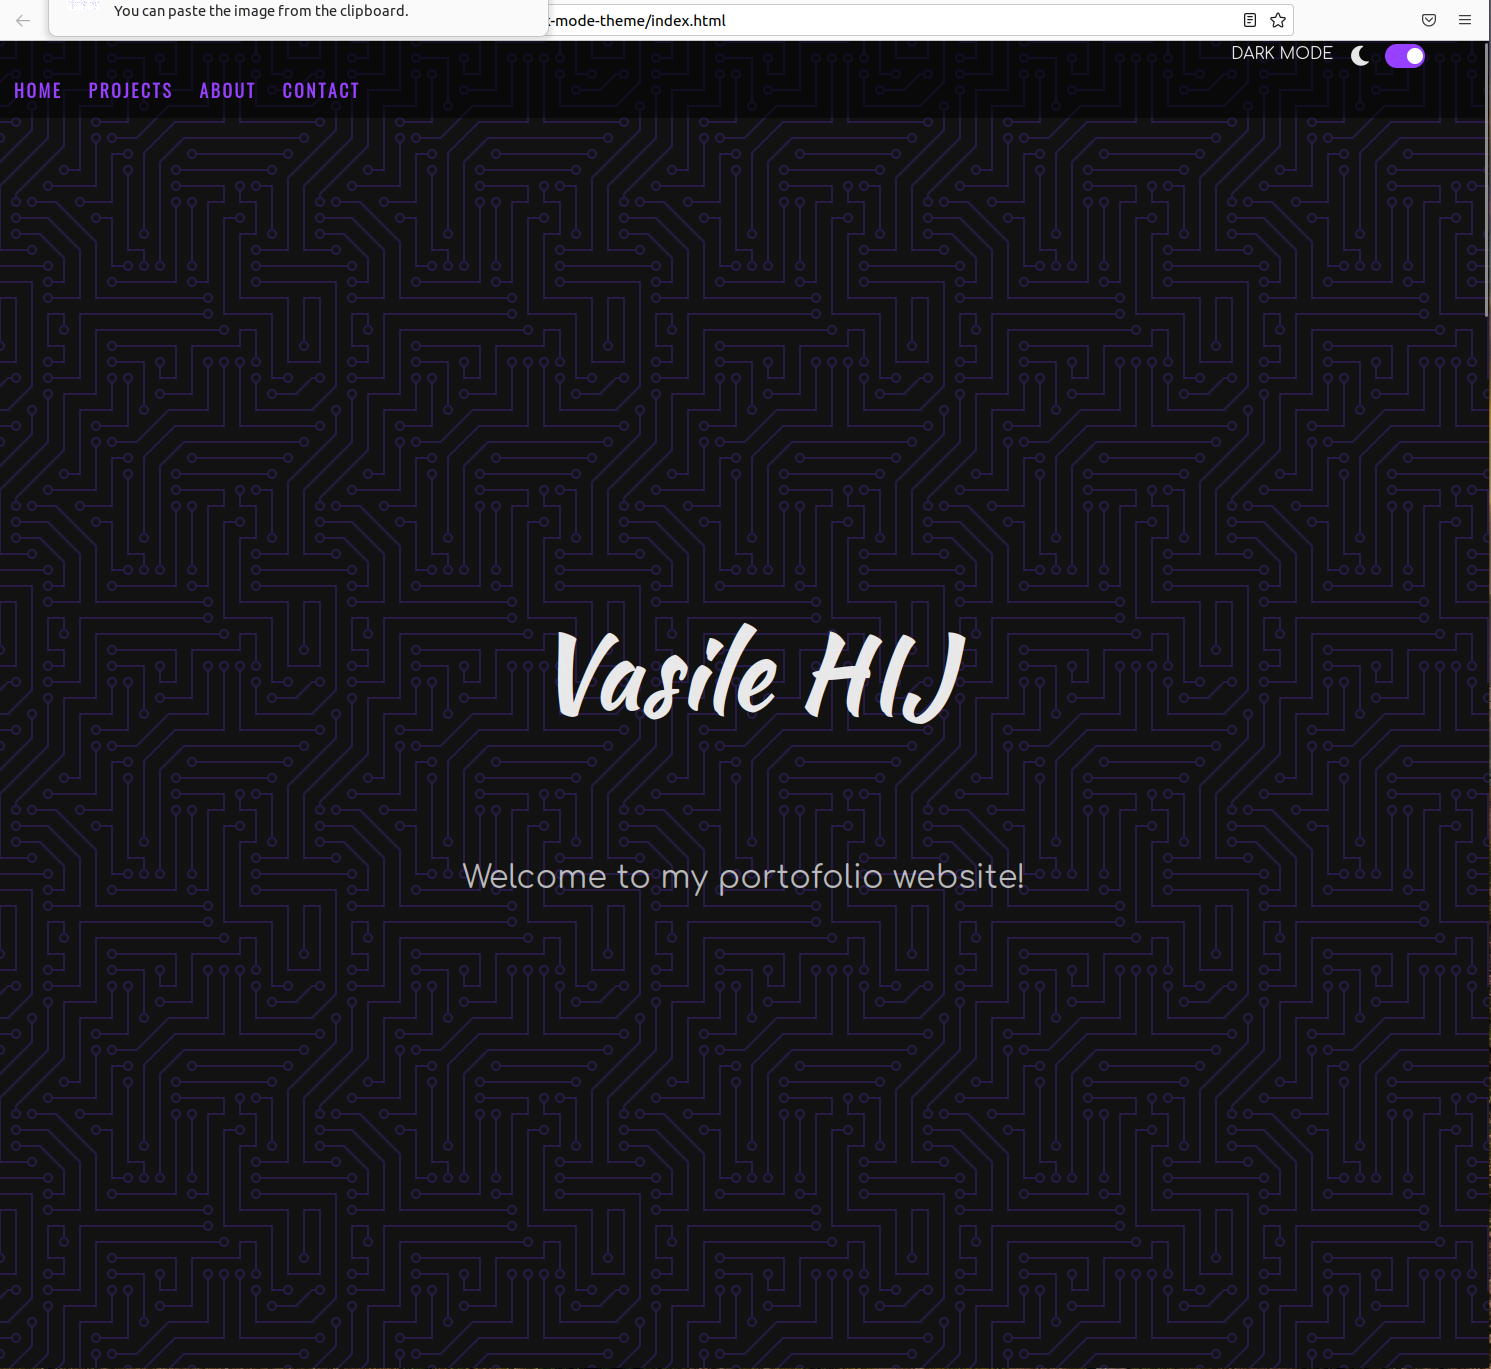 You can paste the image from the clipboard.
-mode-theme/index.html
DARK MODE
HOME PROJECTS ABOUT CONTACT
Vasile HIJ
Welcome to my portofolio website!